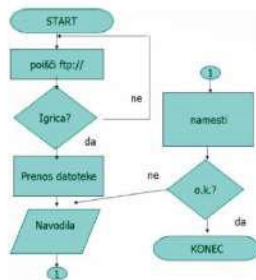 START
poišči ftp://
Igrica?
ne
da
Prenos datoteke
Navodila
1
1
namesti
o.k.?
ne
da
KONEC